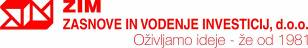 ZIM
ZASNOVE IN VODENJE INVESTICIJ, d.o.o.
Oživljamo ideje - že od 1981